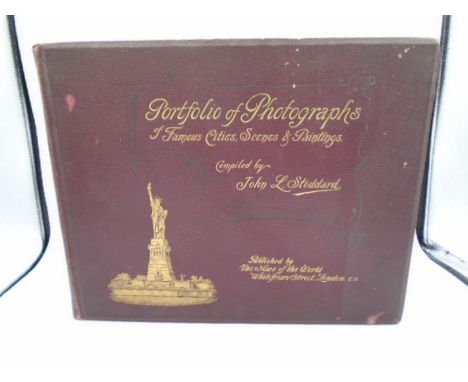 Portfolio of Photographs
of Famous Cities, Scenes & Paintings.
Compiled by
John L. Stoddard.
Published by
The News of the World
Whitefriars Street, London, E.C.